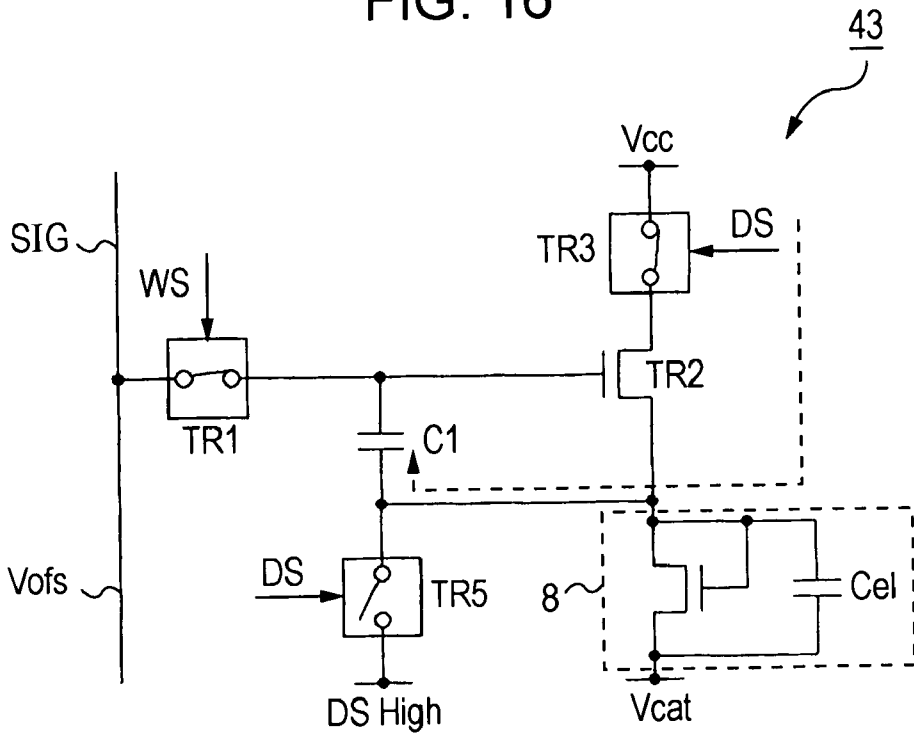 FIG. 16
43
Vcc
SIG
TR3
DS
WS
TR2
TR1
C1
Vofs
DS
TR5
8
Cel
DS High
Vcat